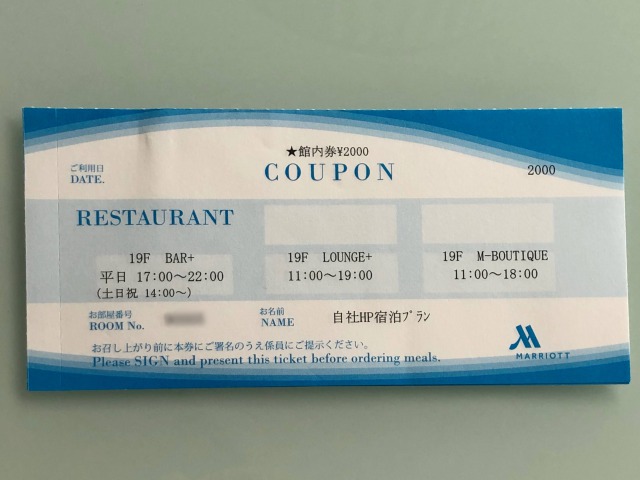 ★館内券¥2000
ご利用日
DATE.
COUPON
2000
RESTAURANT
19F BAR+
平日 17:00～22:00
(土日祝 14:00～)
19F LOUNGE+
11:00～19:00
19F M-BOUTIQUE
11:00～18:00
お部屋番号
ROOM No.
お名前
NAME
自社HP宿泊ﾌﾟﾗﾝ
お召し上がり前に本券にご署名のうえ係員にご提示ください。
Please SIGN and present this ticket before ordering meals.
MARRIOTT